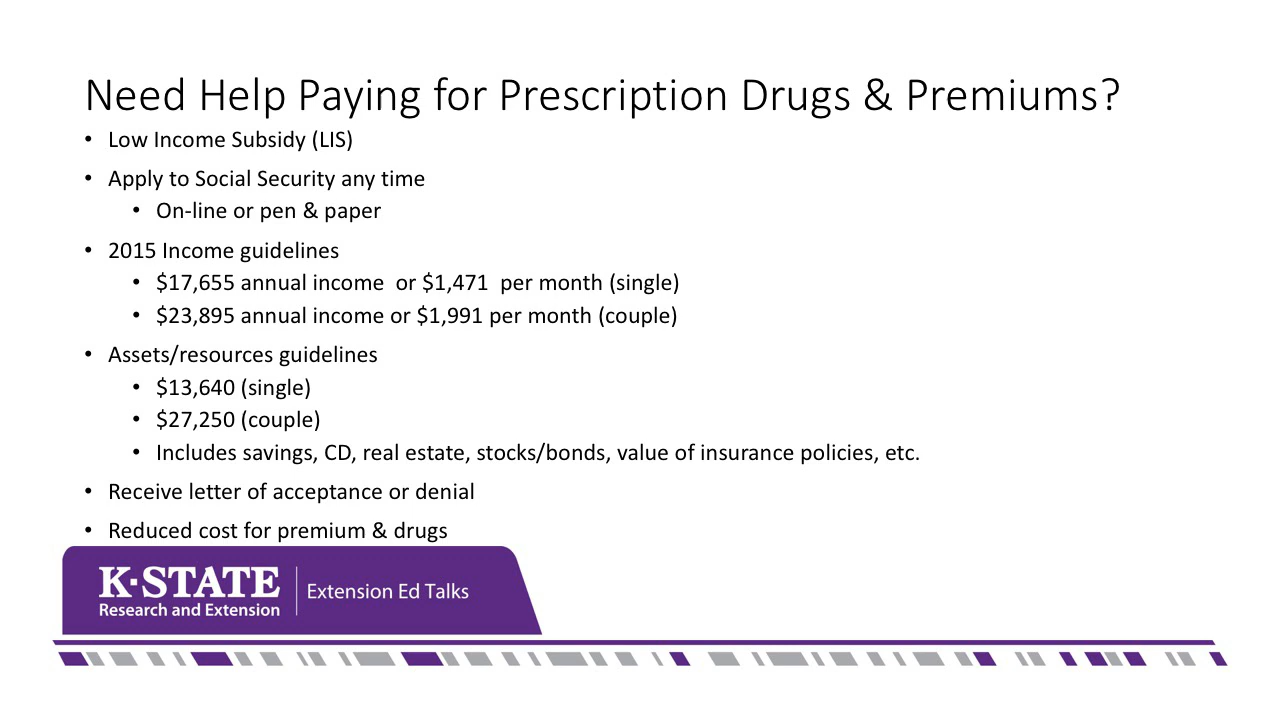 Need Help Paying for Prescription Drugs & Premiums?
• Low Income Subsidy (LIS)
• Apply to Social Security any time
• On-line or pen & paper
• 2015 Income guidelines
• $17,655 annual income  or $1,471  per month (single)
• $23,895 annual income or $1,991 per month (couple)
• Assets/resources guidelines
• $13,640 (single)
• $27,250 (couple)
• Includes savings, CD, real estate, stocks/bonds, value of insurance policies, etc.
• Receive letter of acceptance or denial
• Reduced cost for premium & drugs
K·STATE
Research and Extension
Extension Ed Talks